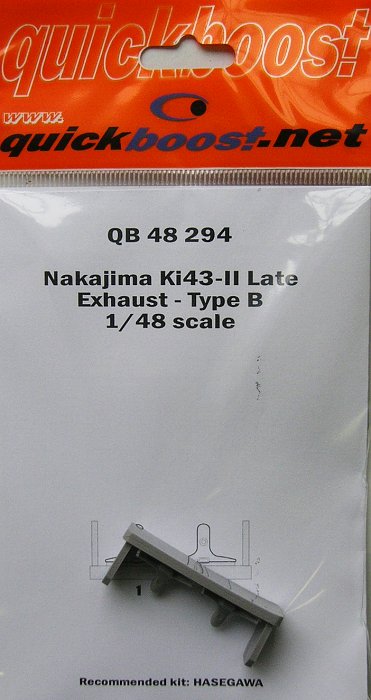 quickboost
www.
quickboost.net
QB 48 294
Nakajima Ki43-II Late
Exhaust - Type B
1/48 scale
1
Recommended kit: HASEGAWA